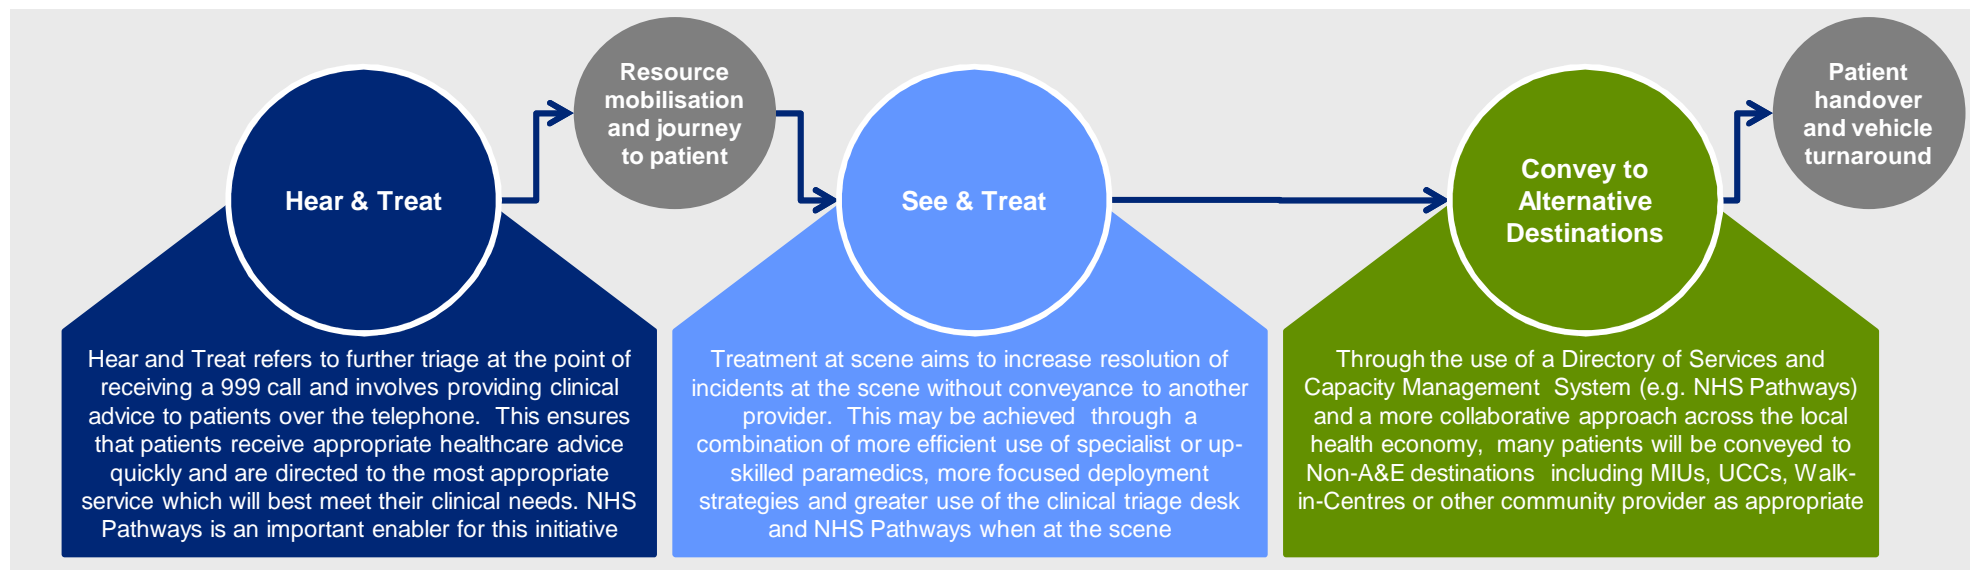 Hear & Treat
Resource
mobilisation
and journey
to patient
See & Treat
Convey to
Alternative
Destinations
Patient
handover
and vehicle
turnaround
Hear and Treat refers to further triage at the point of
receiving a 999 call and involves providing clinical
advice to patients over the telephone.  This ensures
that patients receive appropriate healthcare advice
quickly and are directed to the most appropriate
service which will best meet their clinical needs. NHS
Pathways is an important enabler for this initiative
Treatment at scene aims to increase resolution of
incidents at the scene without conveyance to another
provider.  This may be achieved  through  a
combination of more efficient use of specialist or up-
skilled paramedics, more focused deployment
strategies and greater use of the clinical triage desk
and NHS Pathways when at the scene
Through the use of a Directory of Services and
Capacity Management  System (e.g. NHS Pathways)
and a more collaborative approach across the local
health economy,  many patients will be conveyed to
Non-A&E destinations  including MIUs, UCCs, Walk-
in-Centres or other community provider as appropriate